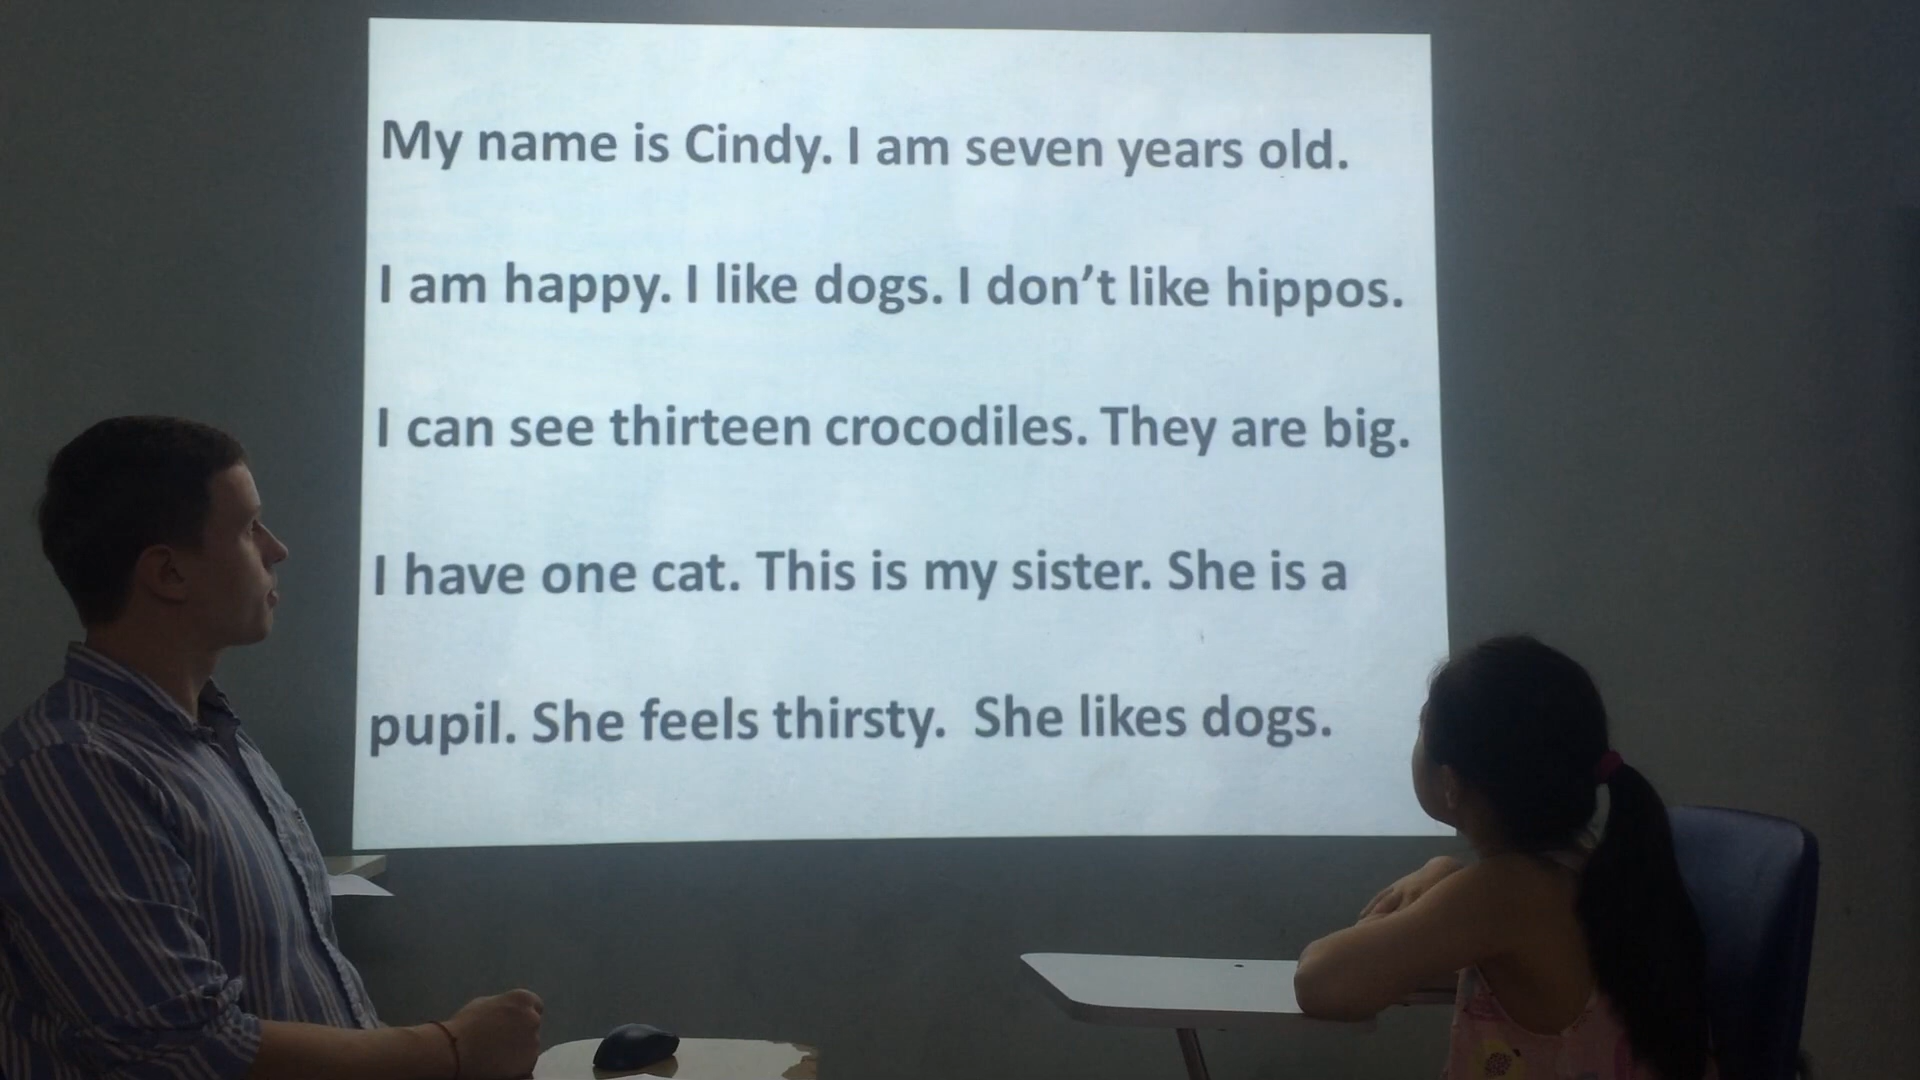 My name is Cindy. I am seven years old.
I am happy. I like dogs. I don’t like hippos.
I can see thirteen crocodiles. They are big.
I have one cat. This is my sister. She is a
pupil. She feels thirsty.  She likes dogs.